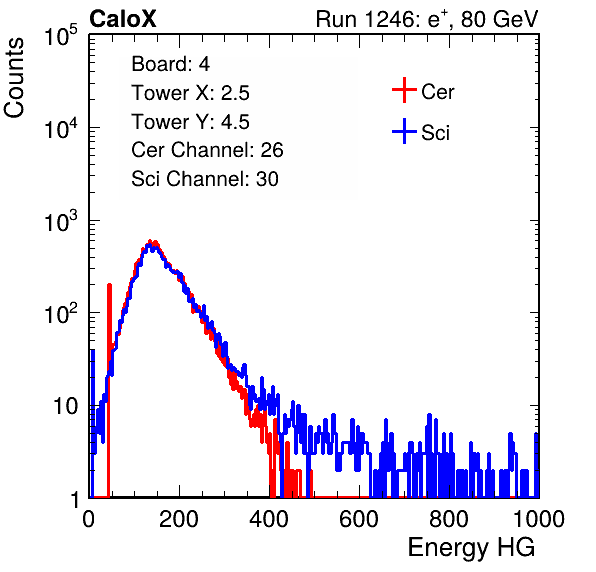 CaloX Run 1246: e⁺, 80 GeV
Counts
Board: 4
Tower X: 2.5
Tower Y: 4.5
Cer Channel: 26
Sci Channel: 30
Cer
Sci
10⁵
10⁴
10³
10²
10
1
0 200 400 600 800 1000
Energy HG